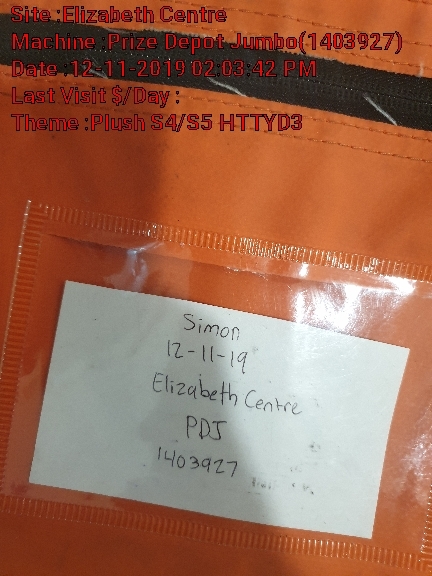 Site :Elizabeth Centre
Machine :Prize Depot Jumbo(1403927)
Date :12-11-2019 02:03:42 PM
Last Visit $/Day :
Theme :Plush S4/S5 HTTYD3
Simon
12-11-19
Elizabeth Centre
PDJ
1403927